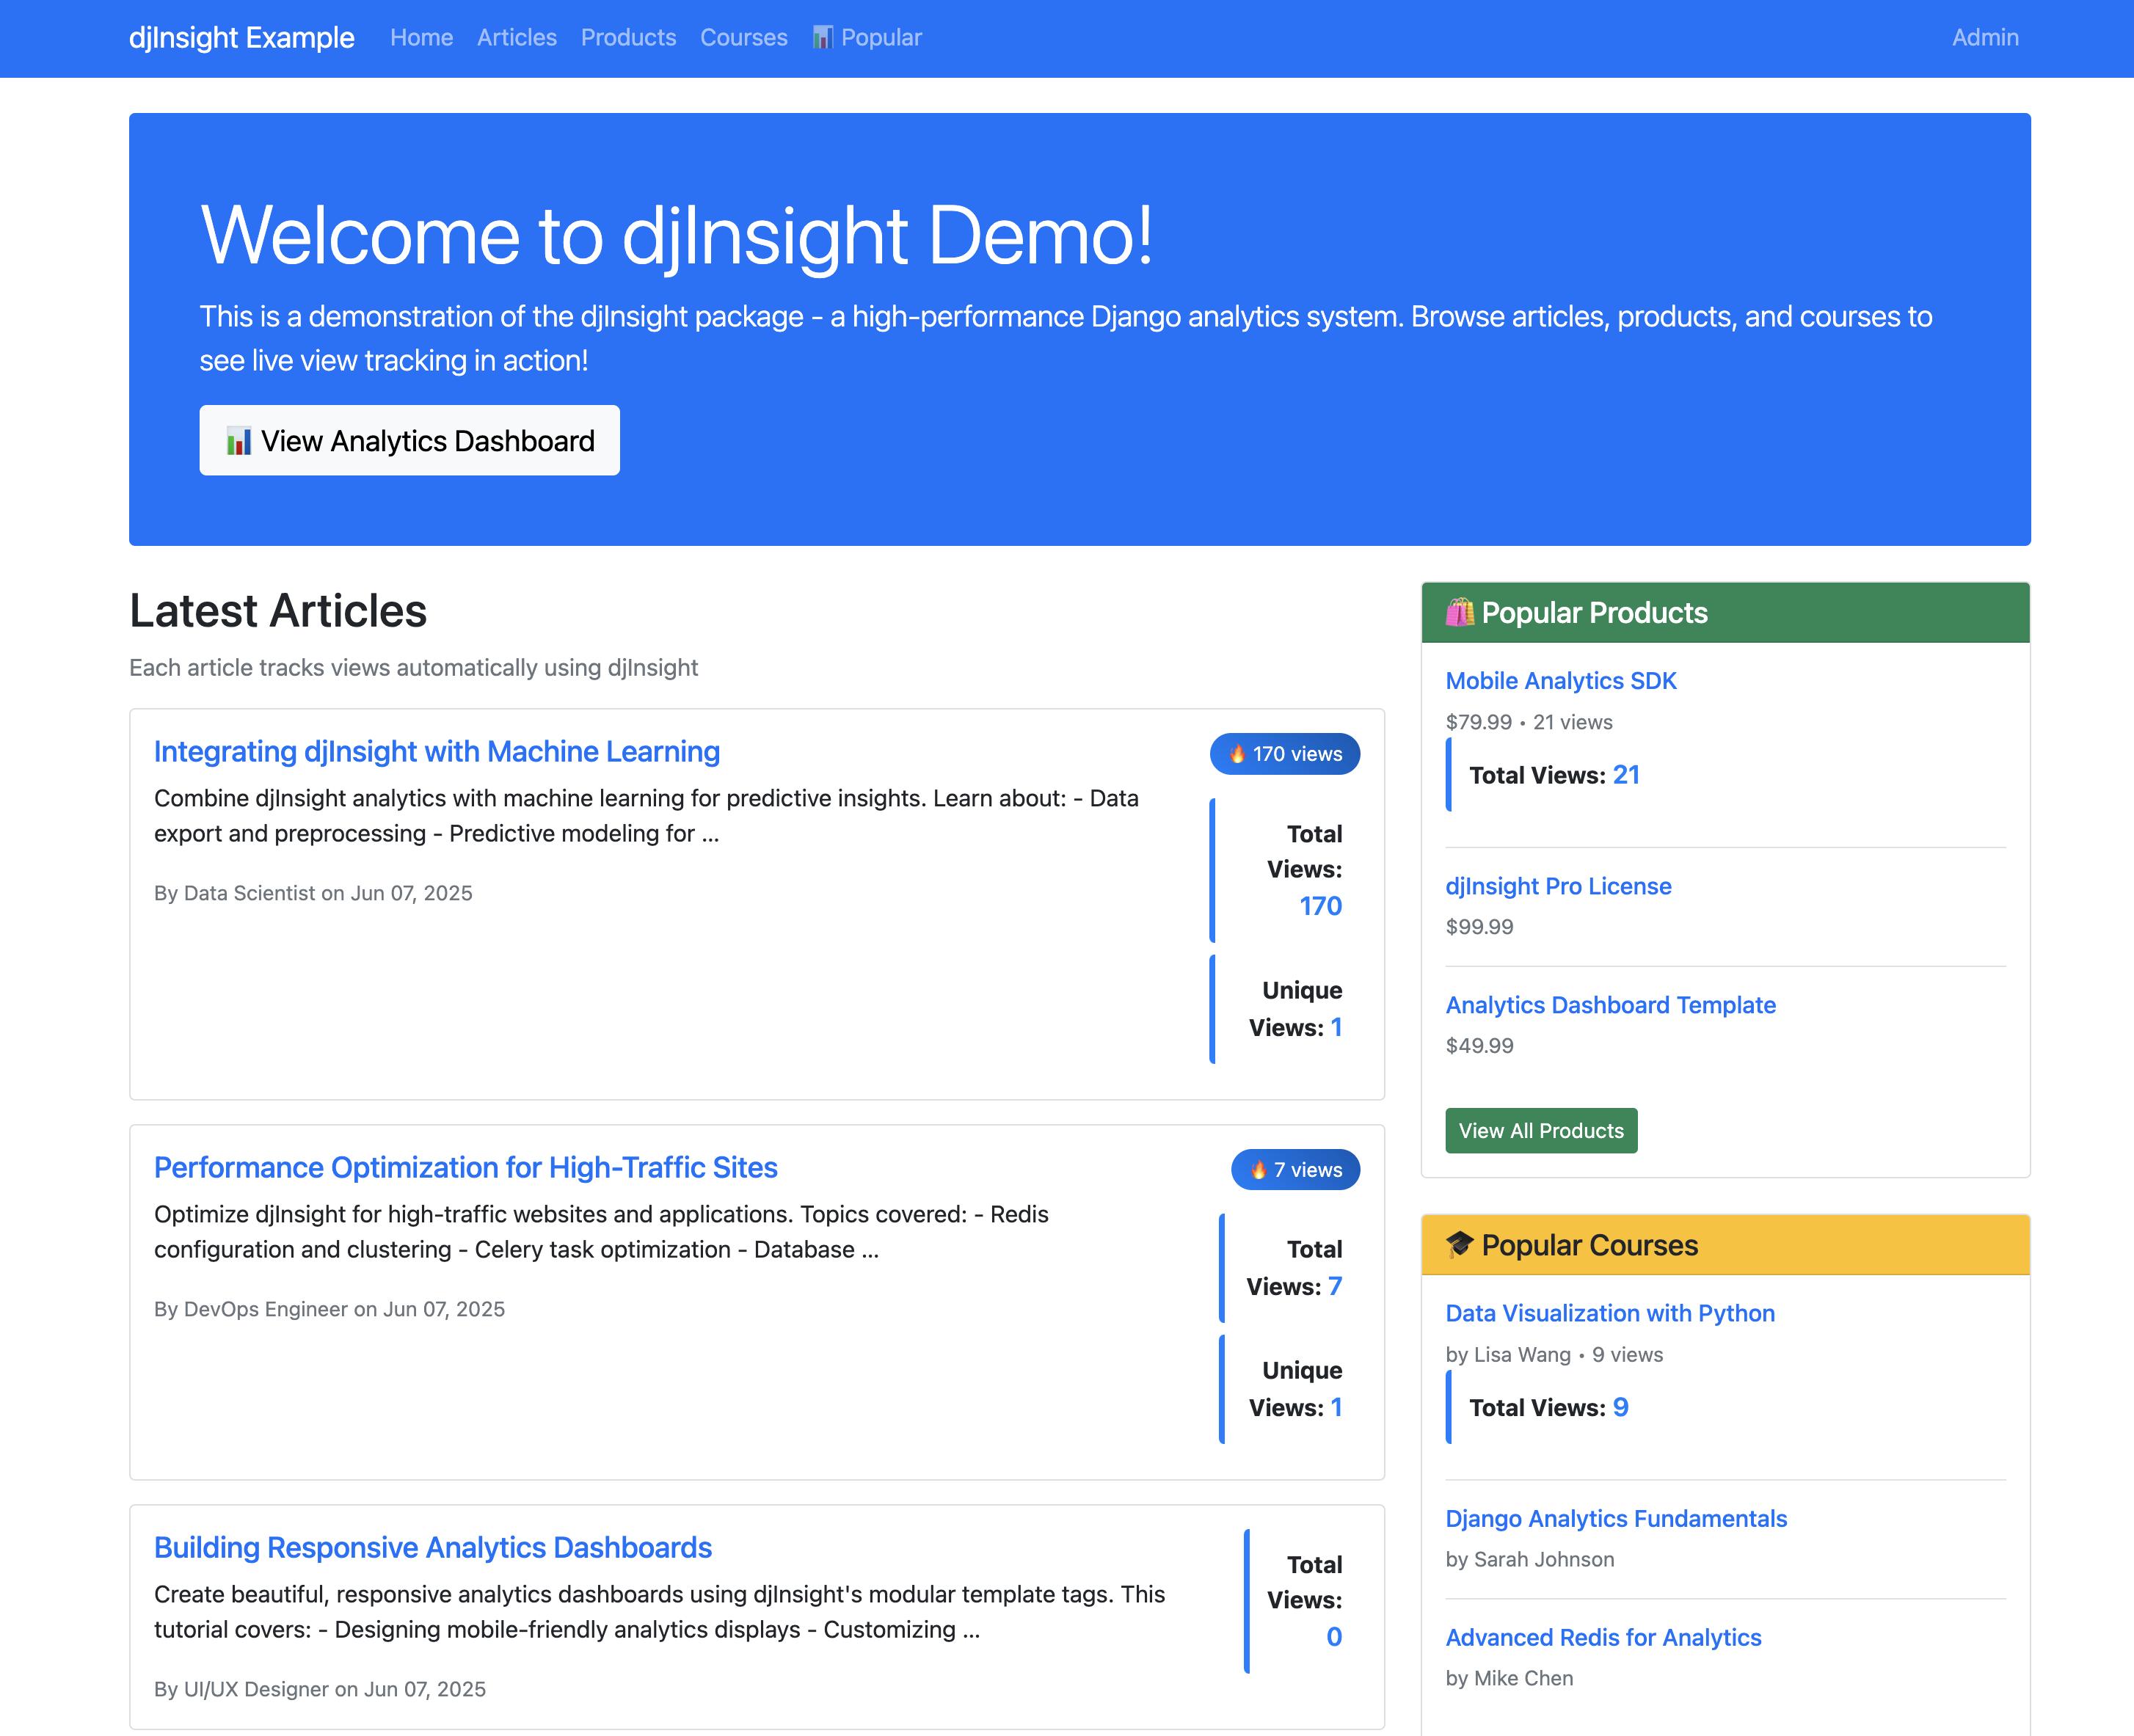 djInsight Example Home Articles Products Courses 📊 Popular Admin
Welcome to djInsight Demo!
This is a demonstration of the djInsight package - a high-performance Django analytics system. Browse articles, products, and courses to
see live view tracking in action!
📊 View Analytics Dashboard
Latest Articles
Each article tracks views automatically using djInsight
Integrating djInsight with Machine Learning
🔥 170 views
Combine djInsight analytics with machine learning for predictive insights. Learn about: - Data
export and preprocessing - Predictive modeling for ...
By Data Scientist on Jun 07, 2025
Total
Views:
170
Unique
Views: 1
Performance Optimization for High-Traffic Sites
🔥 7 views
Optimize djInsight for high-traffic websites and applications. Topics covered: - Redis
configuration and clustering - Celery task optimization - Database ...
By DevOps Engineer on Jun 07, 2025
Total
Views: 7
Unique
Views: 1
Building Responsive Analytics Dashboards
Create beautiful, responsive analytics dashboards using djInsight's modular template tags. This
tutorial covers: - Designing mobile-friendly analytics displays - Customizing ...
By UI/UX Designer on Jun 07, 2025
Total
Views:
0
🛍️ Popular Products
Mobile Analytics SDK
$79.99 • 21 views
Total Views: 21
djInsight Pro License
$99.99
Analytics Dashboard Template
$49.99
View All Products
🎓 Popular Courses
Data Visualization with Python
by Lisa Wang • 9 views
Total Views: 9
Django Analytics Fundamentals
by Sarah Johnson
Advanced Redis for Analytics
by Mike Chen